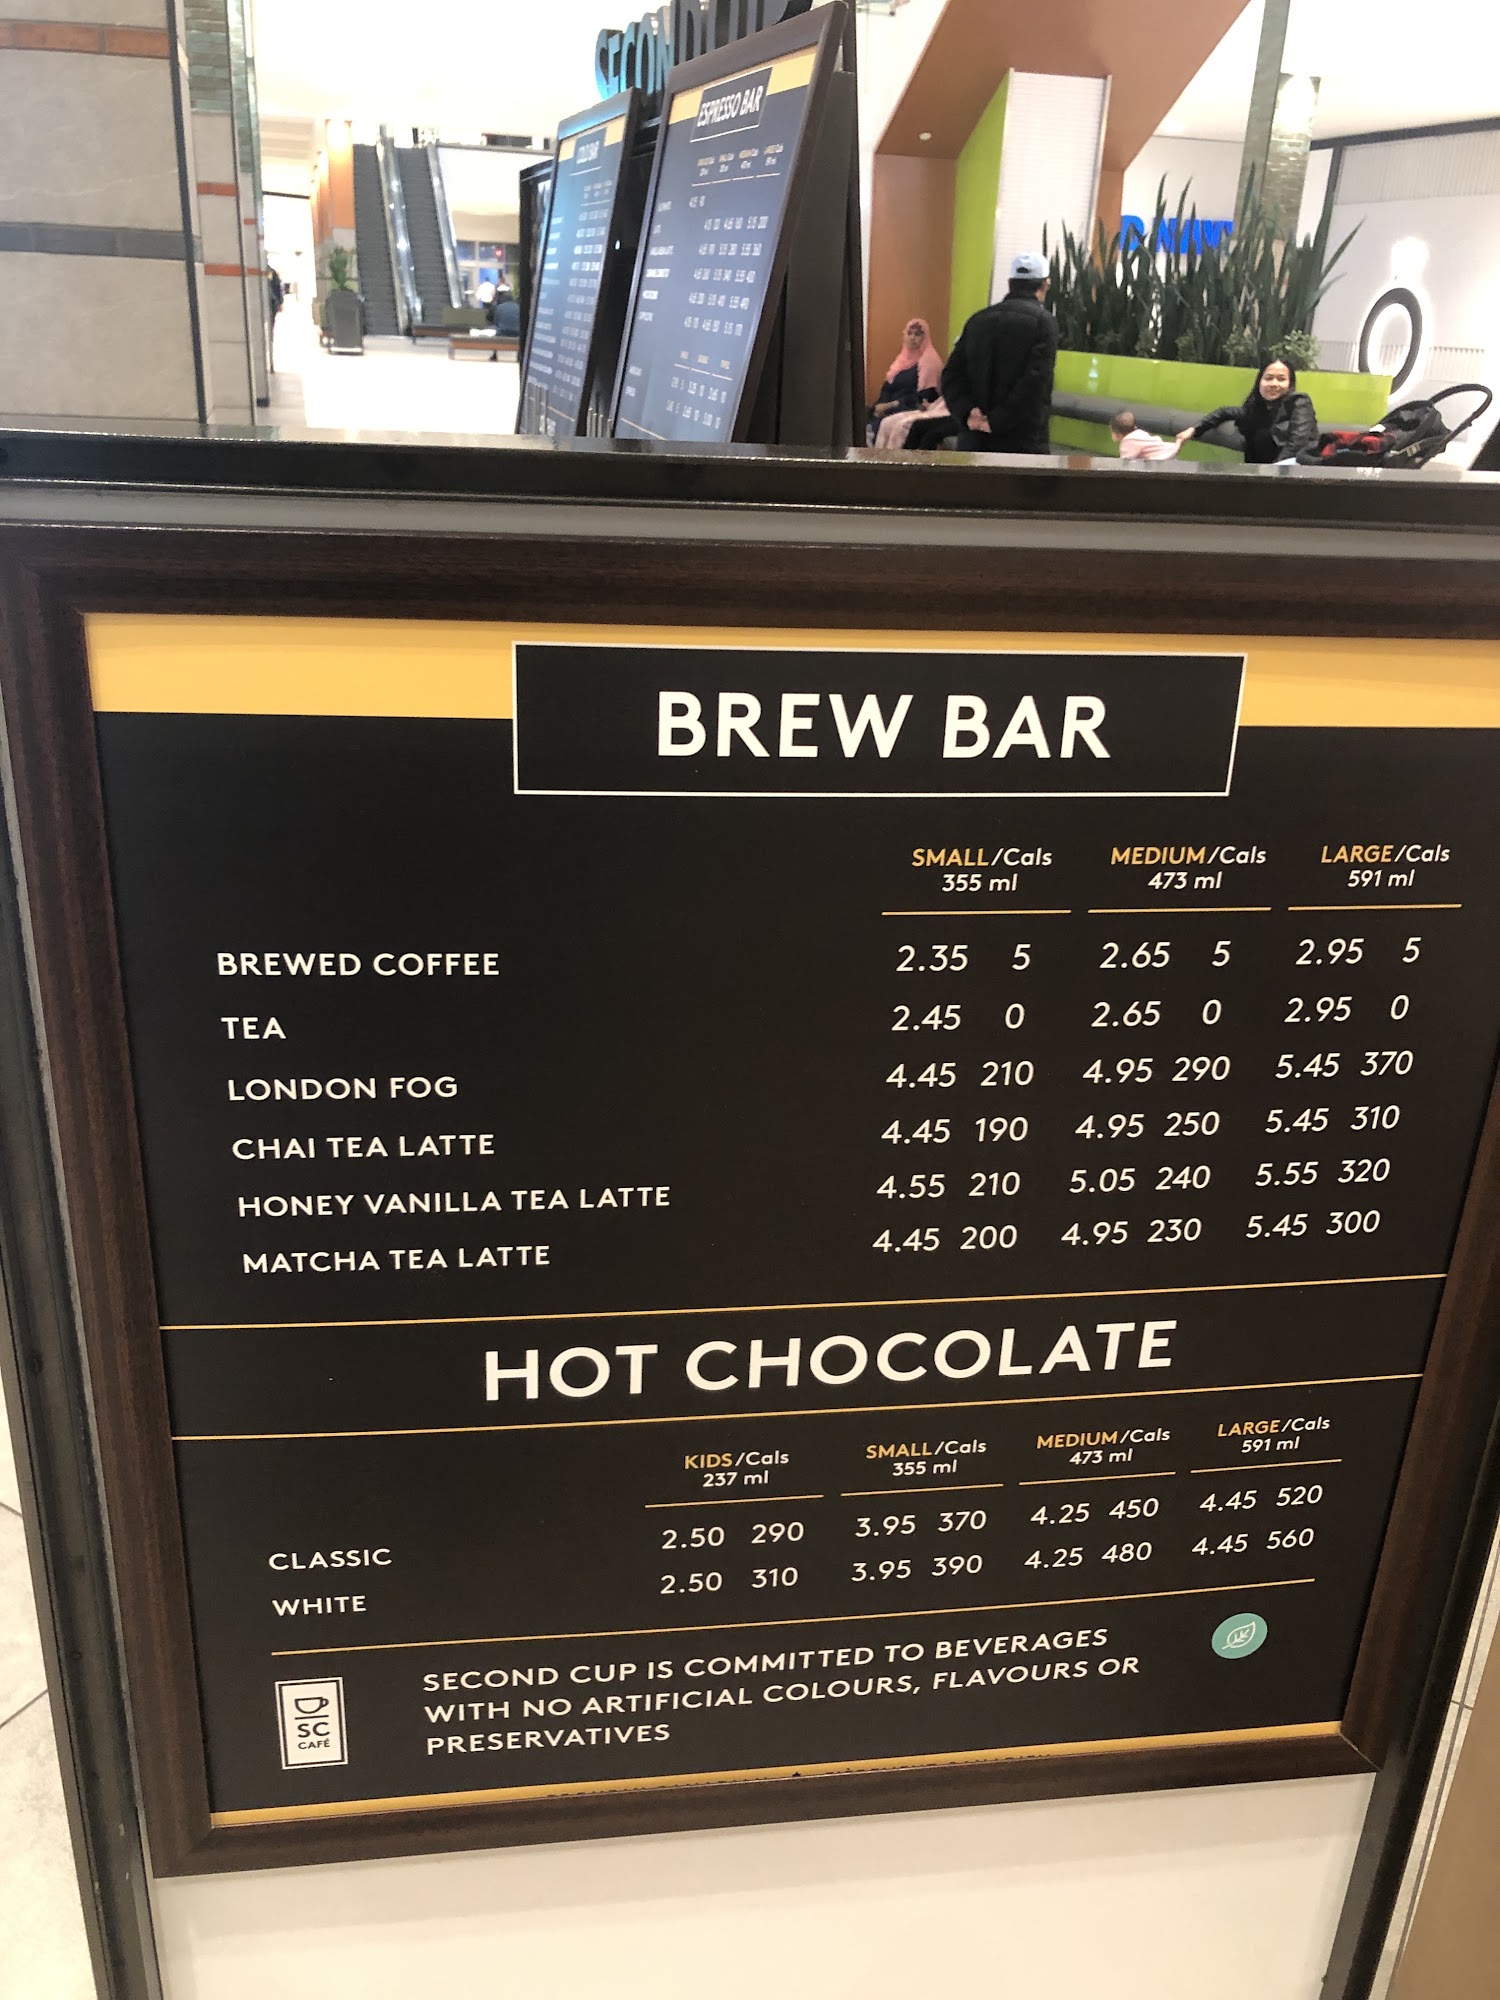 SECOND CUP
COLD BAR
ESPRESSO BAR
BREW BAR
SMALL/Cals MEDIUM/Cals LARGE/Cals
355 ml 473 ml 591 ml
BREWED COFFEE 2.35 5 2.65 5 2.95 5
TEA 2.45 0 2.65 0 2.95 0
LONDON FOG 4.45 210 4.95 290 5.45 370
CHAI TEA LATTE 4.45 190 4.95 250 5.45 310
HONEY VANILLA TEA LATTE 4.55 210 5.05 240 5.55 320
MATCHA TEA LATTE 4.45 200 4.95 230 5.45 300
HOT CHOCOLATE
KIDS/Cals SMALL/Cals MEDIUM/Cals LARGE/Cals
237 ml 355 ml 473 ml 591 ml
CLASSIC 2.50 290 3.95 370 4.25 450 4.45 520
WHITE 2.50 310 3.95 390 4.25 480 4.45 560
SECOND CUP IS COMMITTED TO BEVERAGES
WITH NO ARTIFICIAL COLOURS, FLAVOURS OR
PRESERVATIVES
SC
CAFÉ